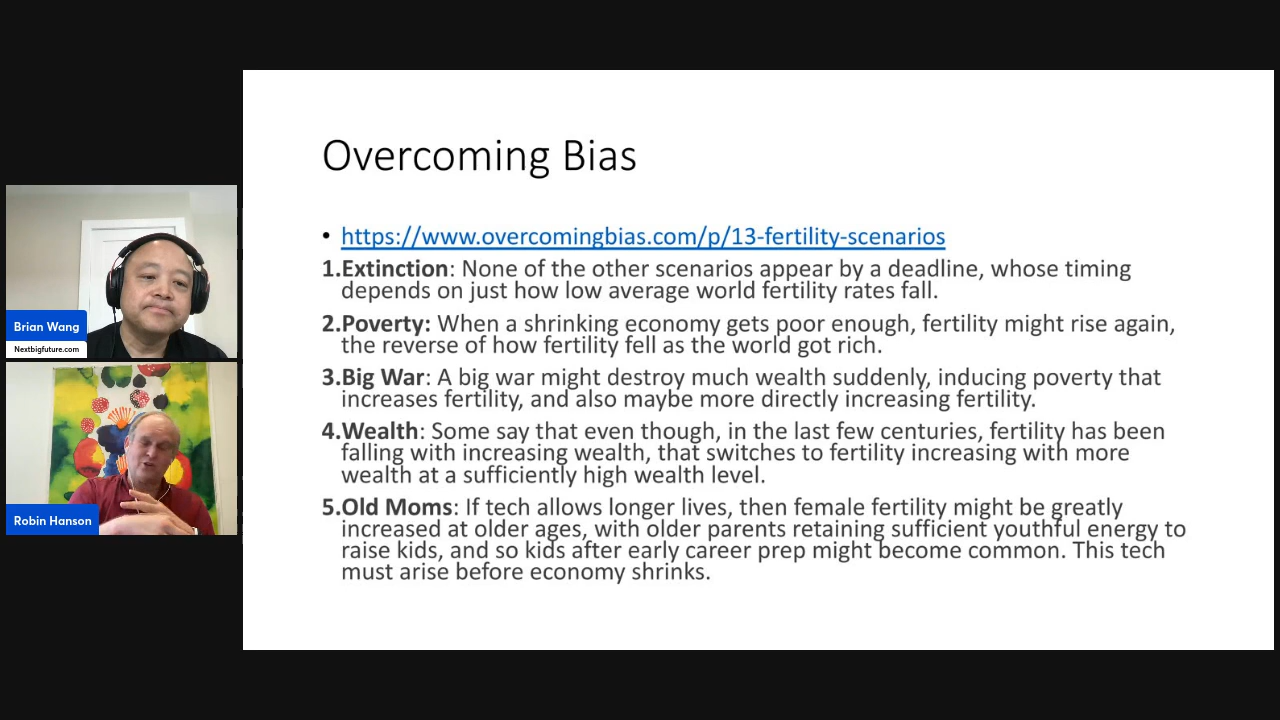 Overcoming Bias
• https://www.overcomingbias.com/p/13-fertility-scenarios
1.Extinction: None of the other scenarios appear by a deadline, whose timing
depends on just how low average world fertility rates fall.
2.Poverty: When a shrinking economy gets poor enough, fertility might rise again,
the reverse of how fertility fell as the world got rich.
3.Big War: A big war might destroy much wealth suddenly, inducing poverty that
increases fertility, and also maybe more directly increasing fertility.
4.Wealth: Some say that even though, in the last few centuries, fertility has been
falling with increasing wealth, that switches to fertility increasing with more
wealth at a sufficiently high wealth level.
5.Old Moms: If tech allows longer lives, then female fertility might be greatly
increased at older ages, with older parents retaining sufficient youthful energy to
raise kids, and so kids after early career prep might become common. This tech
must arise before economy shrinks.
Brian Wang
Nextbigfuture.com
Robin Hanson